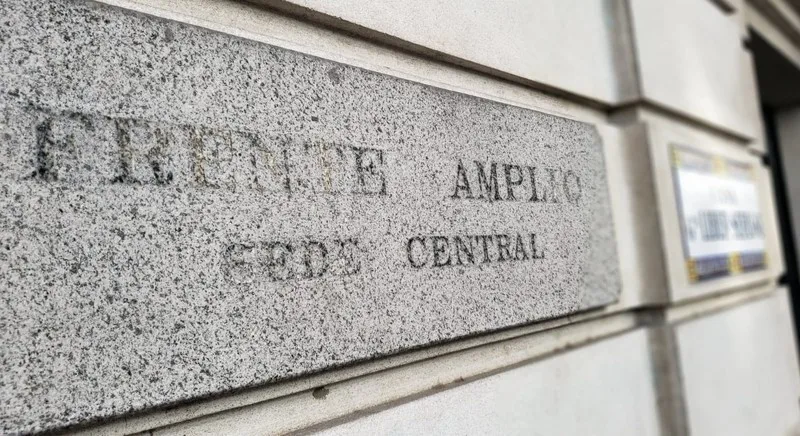 FRENTE AMPLIO
SEDE CENTRAL